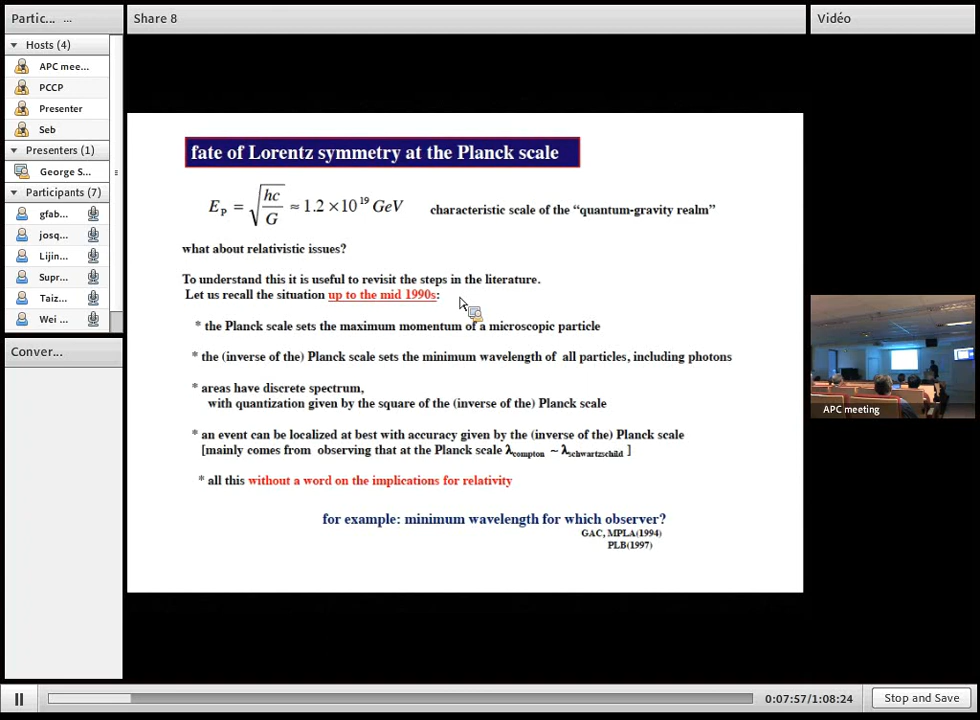 Partic... ...
Share 8
Vidéo
Hosts (4)
APC mee...
PCCP
Presenter
Seb
Presenters (1)
George S...
Participants (7)
gfab...
josq...
Lijin...
Supr...
Taiz...
Wei ...
Conver...
fate of Lorentz symmetry at the Planck scale
E_P = √(hc/G) ≈ 1.2 × 10^19 GeV characteristic scale of the “quantum-gravity realm”
what about relativistic issues?
To understand this it is useful to revisit the steps in the literature.
Let us recall the situation up to the mid 1990s:
* the Planck scale sets the maximum momentum of a microscopic particle
* the (inverse of the) Planck scale sets the minimum wavelength of all particles, including photons
* areas have discrete spectrum,
with quantization given by the square of the (inverse of the) Planck scale
* an event can be localized at best with accuracy given by the (inverse of the) Planck scale
[mainly comes from observing that at the Planck scale λcompton ~ λschwartzschild ]
* all this without a word on the implications for relativity
for example: minimum wavelength for which observer?
GAC, MPLA(1994)
PLB(1997)
APC meeting
0:07:57/1:08:24
Stop and Save